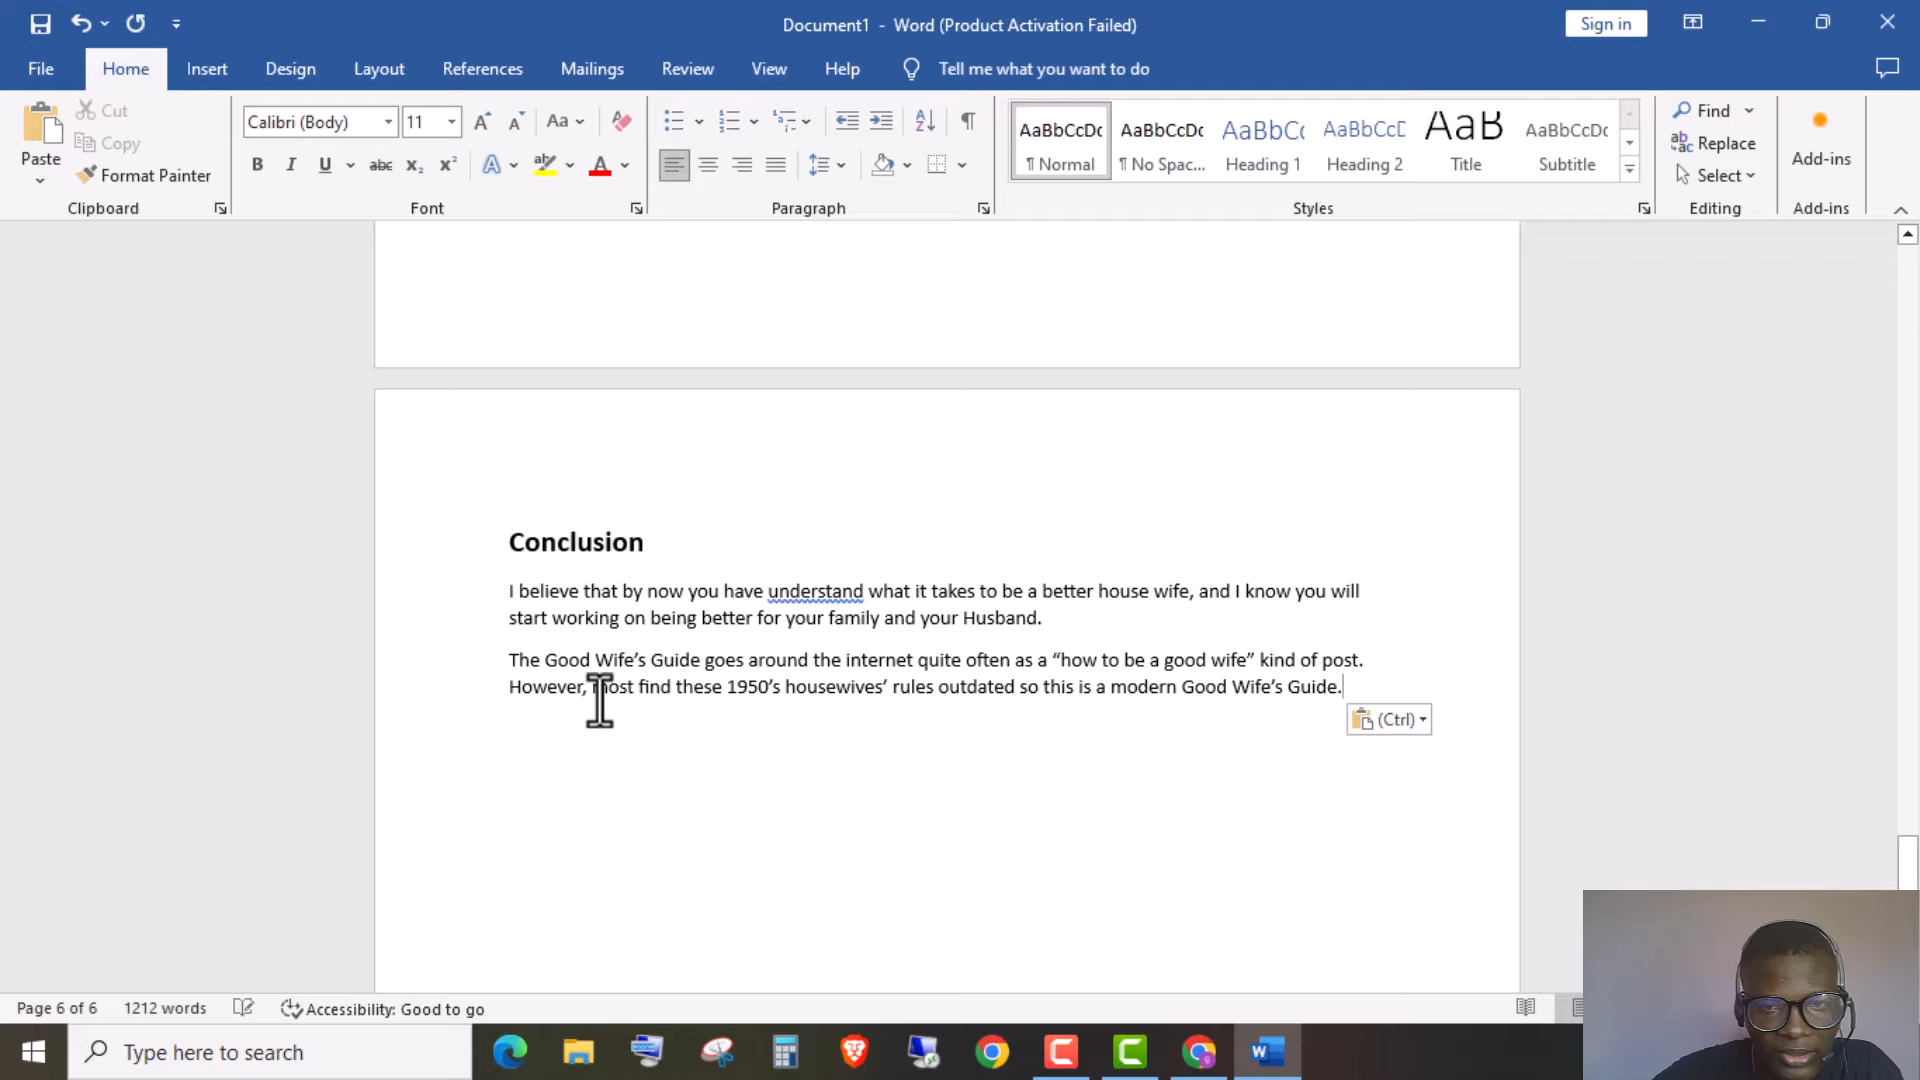 Document1 - Word (Product Activation Failed)
Sign in
File Home Insert Design Layout References Mailings Review View Help Tell me what you want to do
Paste
Cut
Copy
Format Painter
Clipboard
Calibri (Body) 11
Aa
B I U abc x₂ x² A A
Font
Paragraph
AaBbCcDc ¶ Normal
AaBbCcDc ¶ No Spac...
AaBbC Heading 1
AaBbCcE Heading 2
AaB Title
AaBbCcDc Subtitle
Styles
Find
Replace
Select
Editing
Add-ins
Add-ins
Conclusion
I believe that by now you have understand what it takes to be a better house wife, and I know you will
start working on being better for your family and your Husband.
The Good Wife’s Guide goes around the internet quite often as a “how to be a good wife” kind of post.
However, most find these 1950’s housewives’ rules outdated so this is a modern Good Wife’s Guide.
(Ctrl)
Page 6 of 6 1212 words Accessibility: Good to go
Type here to search